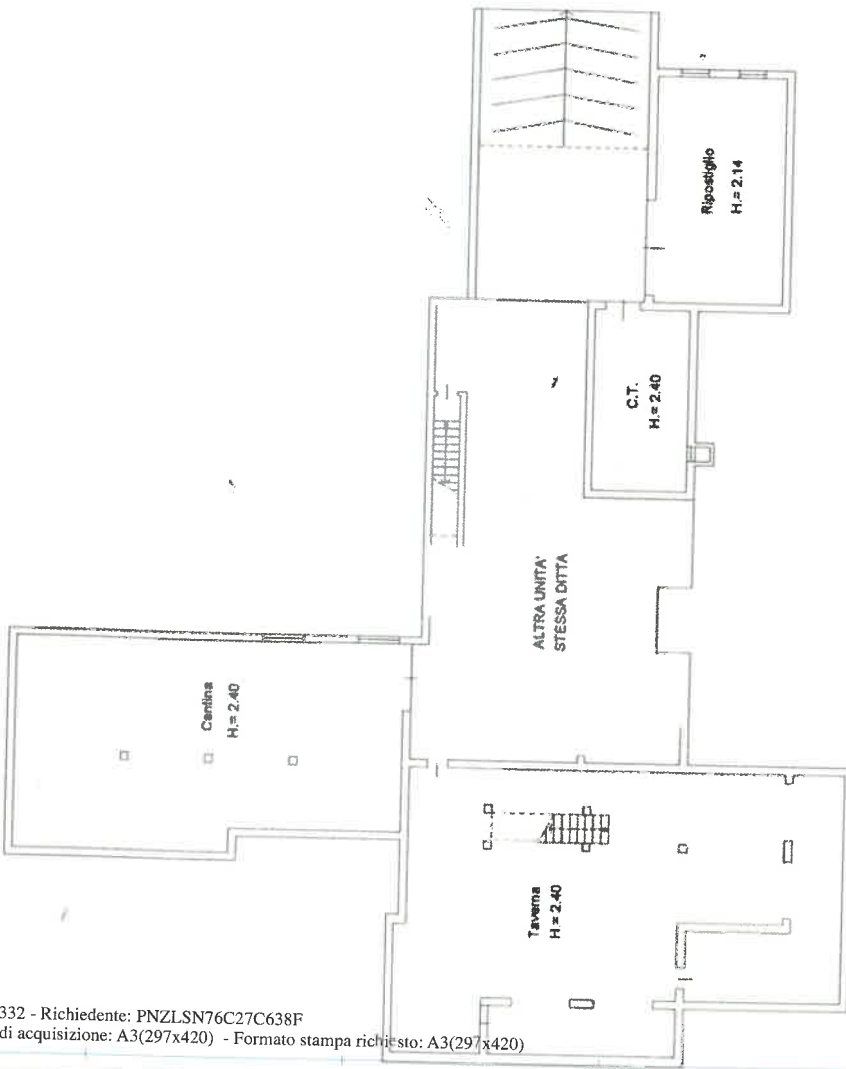 Ripostiglio
H.= 2.14
C.T.
H.= 2.40
ALTRA UNITA'
STESSA DITTA
Cantina
H.= 2.40
Taverna
H = 2.40
332 - Richiedente: PNZLSN76C27C638F
di acquisizione: A3(297x420) - Formato stampa richiesto: A3(297x420)